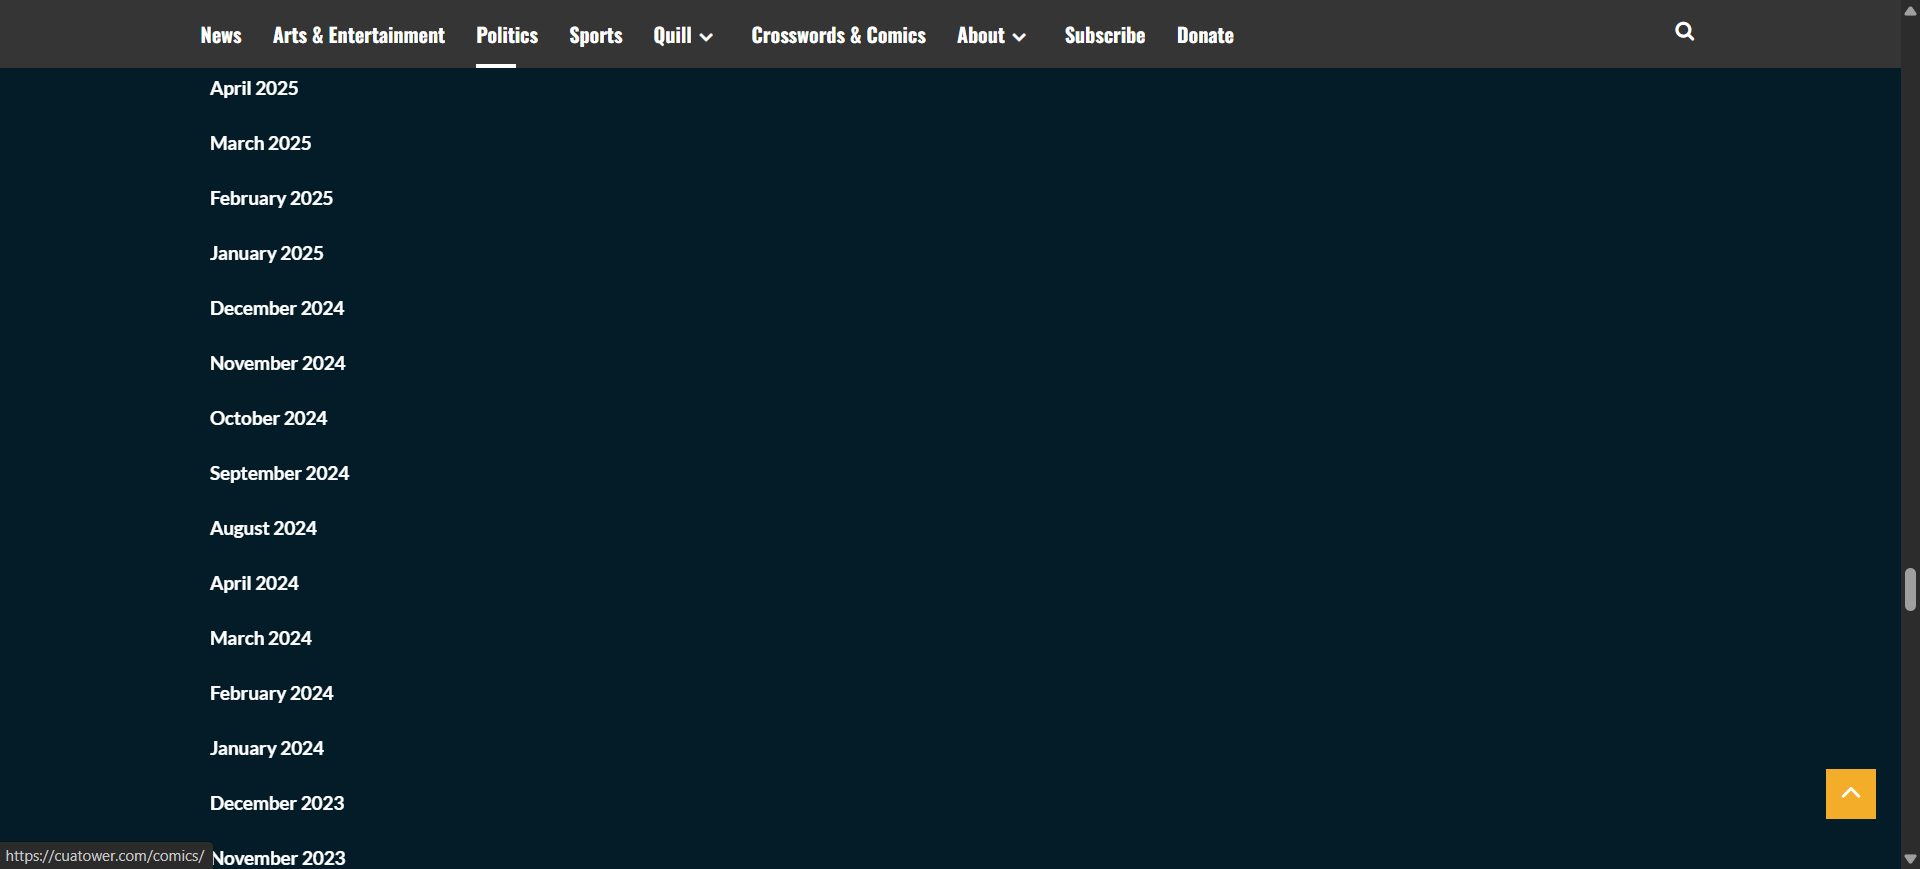 News Arts & Entertainment Politics Sports Quill Crosswords & Comics About Subscribe Donate
April 2025
March 2025
February 2025
January 2025
December 2024
November 2024
October 2024
September 2024
August 2024
April 2024
March 2024
February 2024
January 2024
December 2023
November 2023
https://cuatower.com/comics/